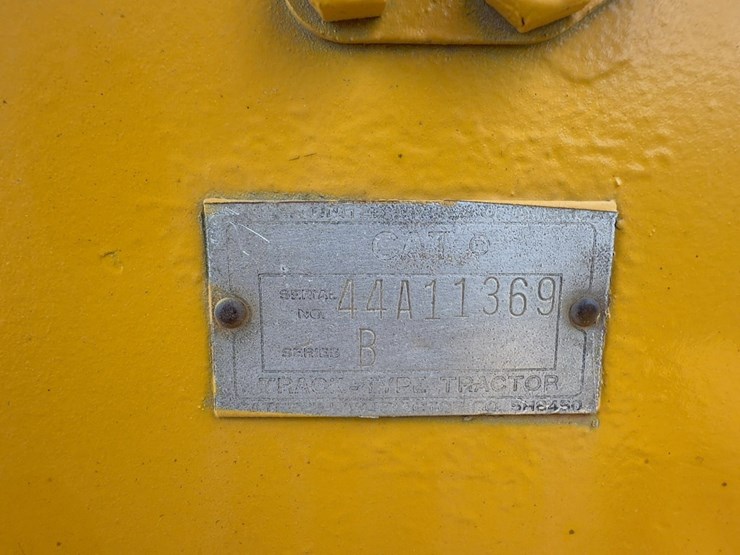 CAT ®
SERIAL NO. 44A11369
SERIES B
TRACK-TYPE TRACTOR
5H6450